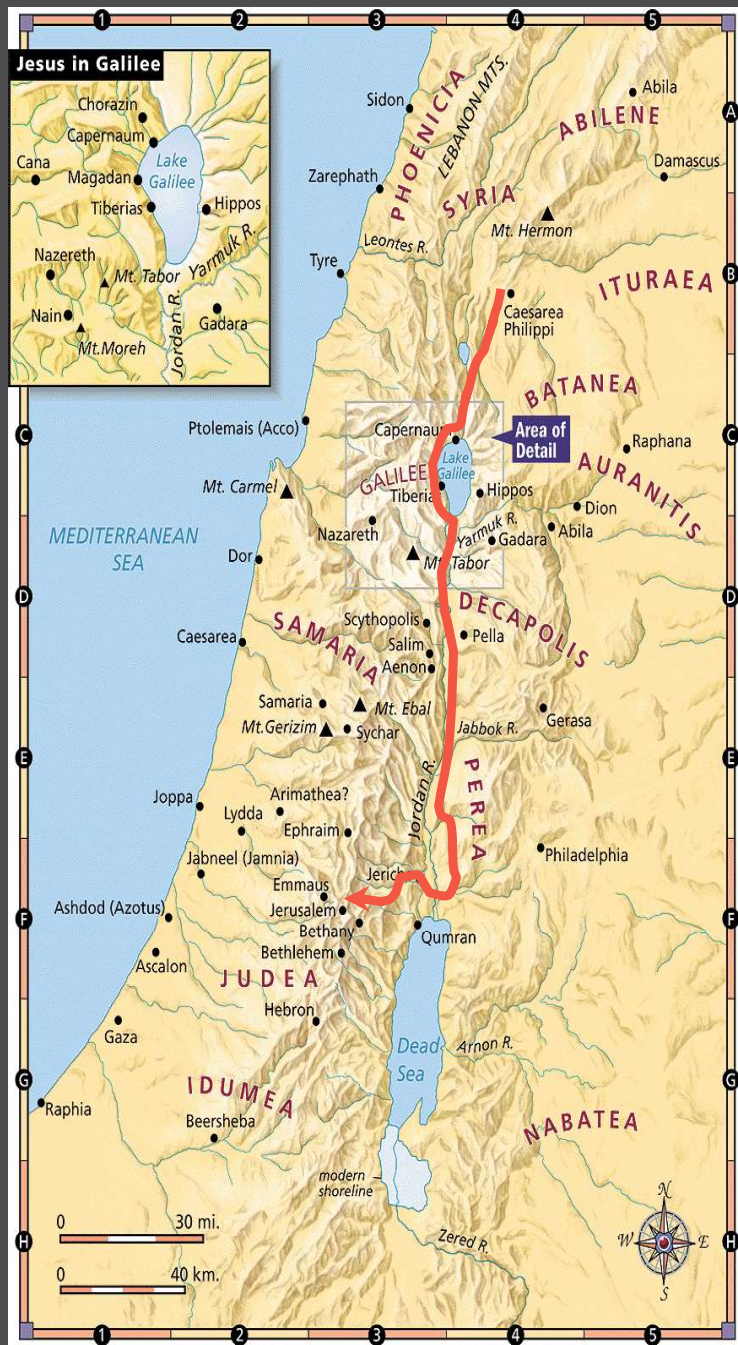 1
2
3
4
5
Jesus in Galilee
Chorazin
Capernaum
Cana
Lake
Galilee
Magadan
Tiberias
Hippos
Nazereth
Mt. Tabor
Yarmuk R.
Nain
Jordan R.
Gadara
Mt.Moreh
A
B
C
D
E
F
G
H
Sidon
PHOENICIA
LEBANON MTS.
Abila
ABILENE
Damascus
Zarephath
SYRIA
Mt. Hermon
Leontes R.
Tyre
ITURAEA
Caesarea
Philippi
BATANEA
Ptolemais (Acco)
Area of
Detail
Raphana
Lake
Galilee
AURANITIS
Mt. Carmel
GALILEE
Hippos
Dion
Nazareth
Yarmuk R.
Gadara
Abila
MEDITERRANEAN
SEA
Dor
Mt. Tabor
DECAPOLIS
Scythopolis
Caesarea
SAMARIA
Salim
Pella
Aenon
Samaria
Mt. Ebal
Gerasa
Mt.Gerizim
Sychar
Jabbok R.
Jordan R.
PEREA
Joppa
Arimathea?
Lydda
Ephraim
Philadelphia
Jabneel (Jamnia)
Emmaus
Ashdod (Azotus)
Jerusalem
Bethany
Qumran
Ascalon
Bethlehem
JUDEA
Hebron
Gaza
Dead
Sea
Arnon R.
IDUMEA
Raphia
Beersheba
NABATEA
modern
shoreline
Zered R.
0 30 mi.
0 40 km.
N
W E
S
A
B
C
D
E
F
G
H
1
2
3
4
5